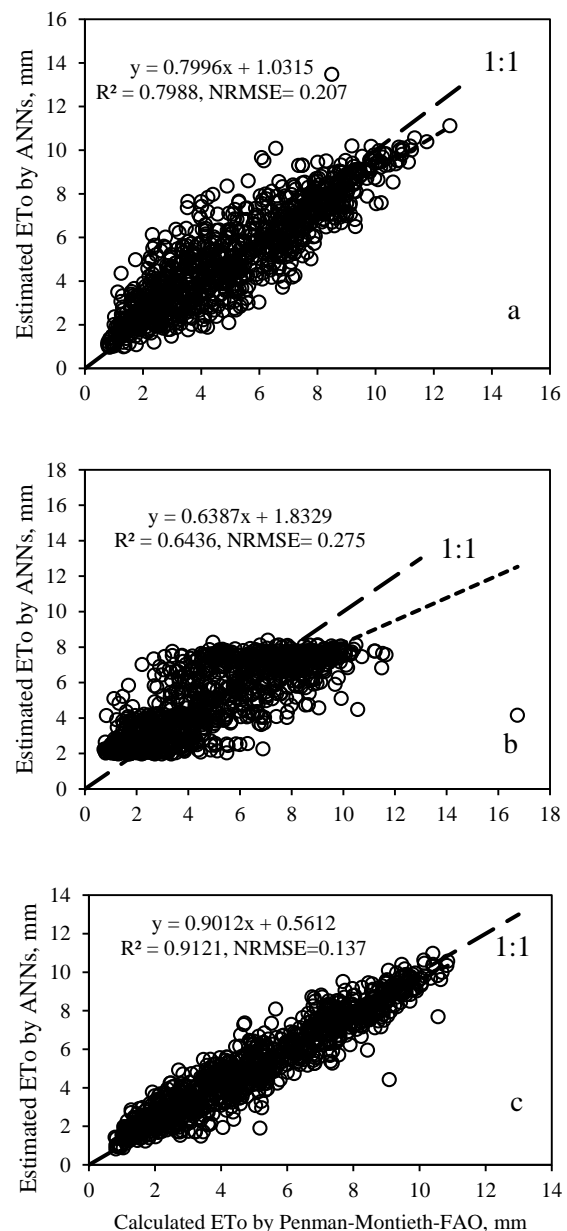 16
14
12
10
8
6
4
2
0
Estimated ETo by ANNs, mm
y = 0.7996x + 1.0315
R² = 0.7988, NRMSE= 0.207
1:1
a
0 2 4 6 8 10 12 14 16
18
16
14
12
10
8
6
4
2
0
Estimated ETo by ANNs, mm
y = 0.6387x + 1.8329
R² = 0.6436, NRMSE= 0.275
1:1
b
0 2 4 6 8 10 12 14 16 18
14
12
10
8
6
4
2
0
Estimated ETo by ANNs, mm
y = 0.9012x + 0.5612
R² = 0.9121, NRMSE=0.137
1:1
c
0 2 4 6 8 10 12 14
Calculated ETo by Penman-Montieth-FAO, mm